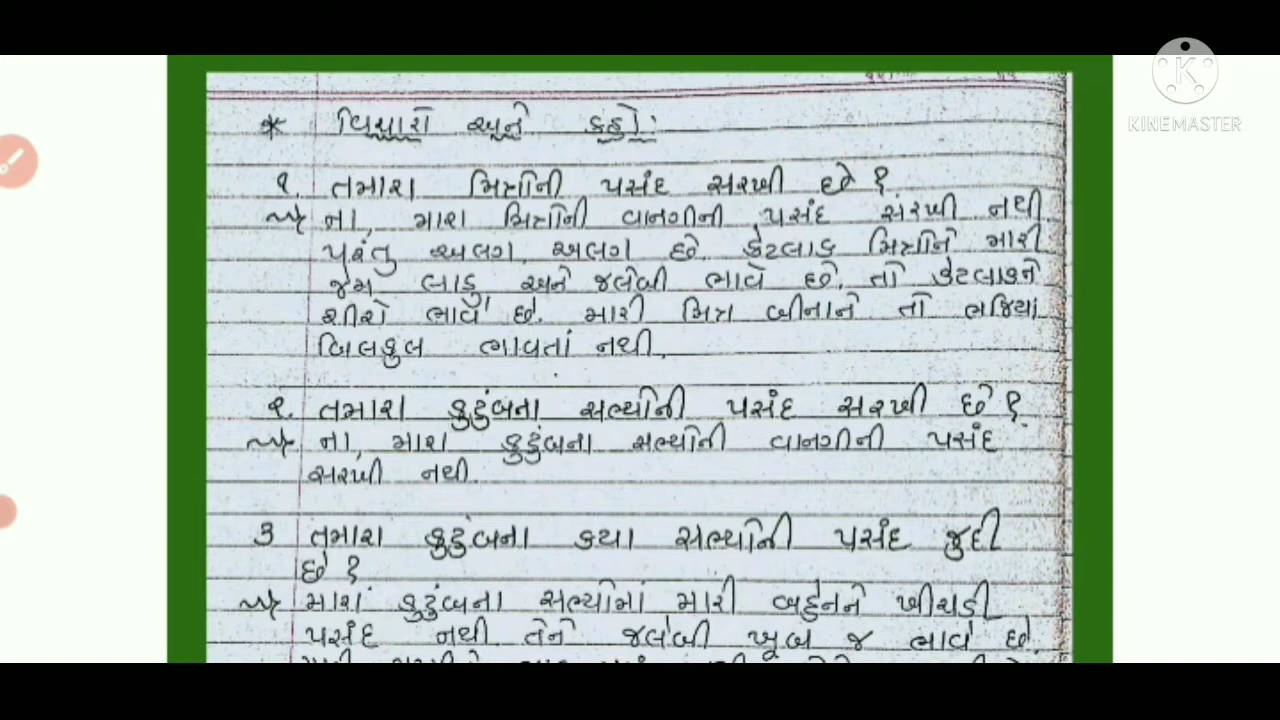 KINEMASTER
* વિચારો અને કહો:
૧. તમારા મિત્રોની પસંદ સરખી છે ?
ના, મારા મિત્રોની વાનગીની પસંદ સરખી નથી
પરંતુ અલગ અલગ છે. કેટલાક મિત્રોને મારી
જેમ લાડુ અને જલેબી ભાવે છે. તો કેટલાકને
શીરો ભાવે છે. મારી મિત્ર બીનાને તો ભજિયાં
બિલકુલ ભાવતાં નથી.
૨. તમારા કુટુંબના સભ્યોની પસંદ સરખી છે ?
ના, મારા કુટુંબના સભ્યોની વાનગીની પસંદ
સરખી નથી.
૩ તમારા કુટુંબના કયા સભ્યોની પસંદ જુદી
છે ?
મારાં કુટુંબના સભ્યોમાં મારી બહેનને ખીચડી
પસંદ નથી તેને જલેબી ખૂબ જ ભાવે છે.